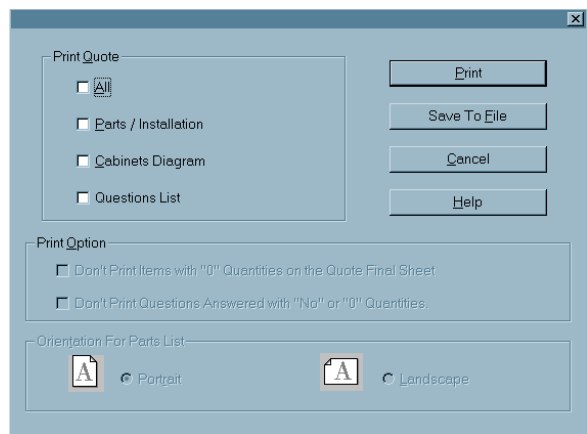 Print Quote
All
Parts / Installation
Cabinets Diagram
Questions List
Print
Save To File
Cancel
Help
Print Option
Don't Print Items with "0" Quantities on the Quote Final Sheet
Don't Print Questions Answered with "No" or "0" Quantities.
Orientation For Parts List
A Portrait
A Landscape